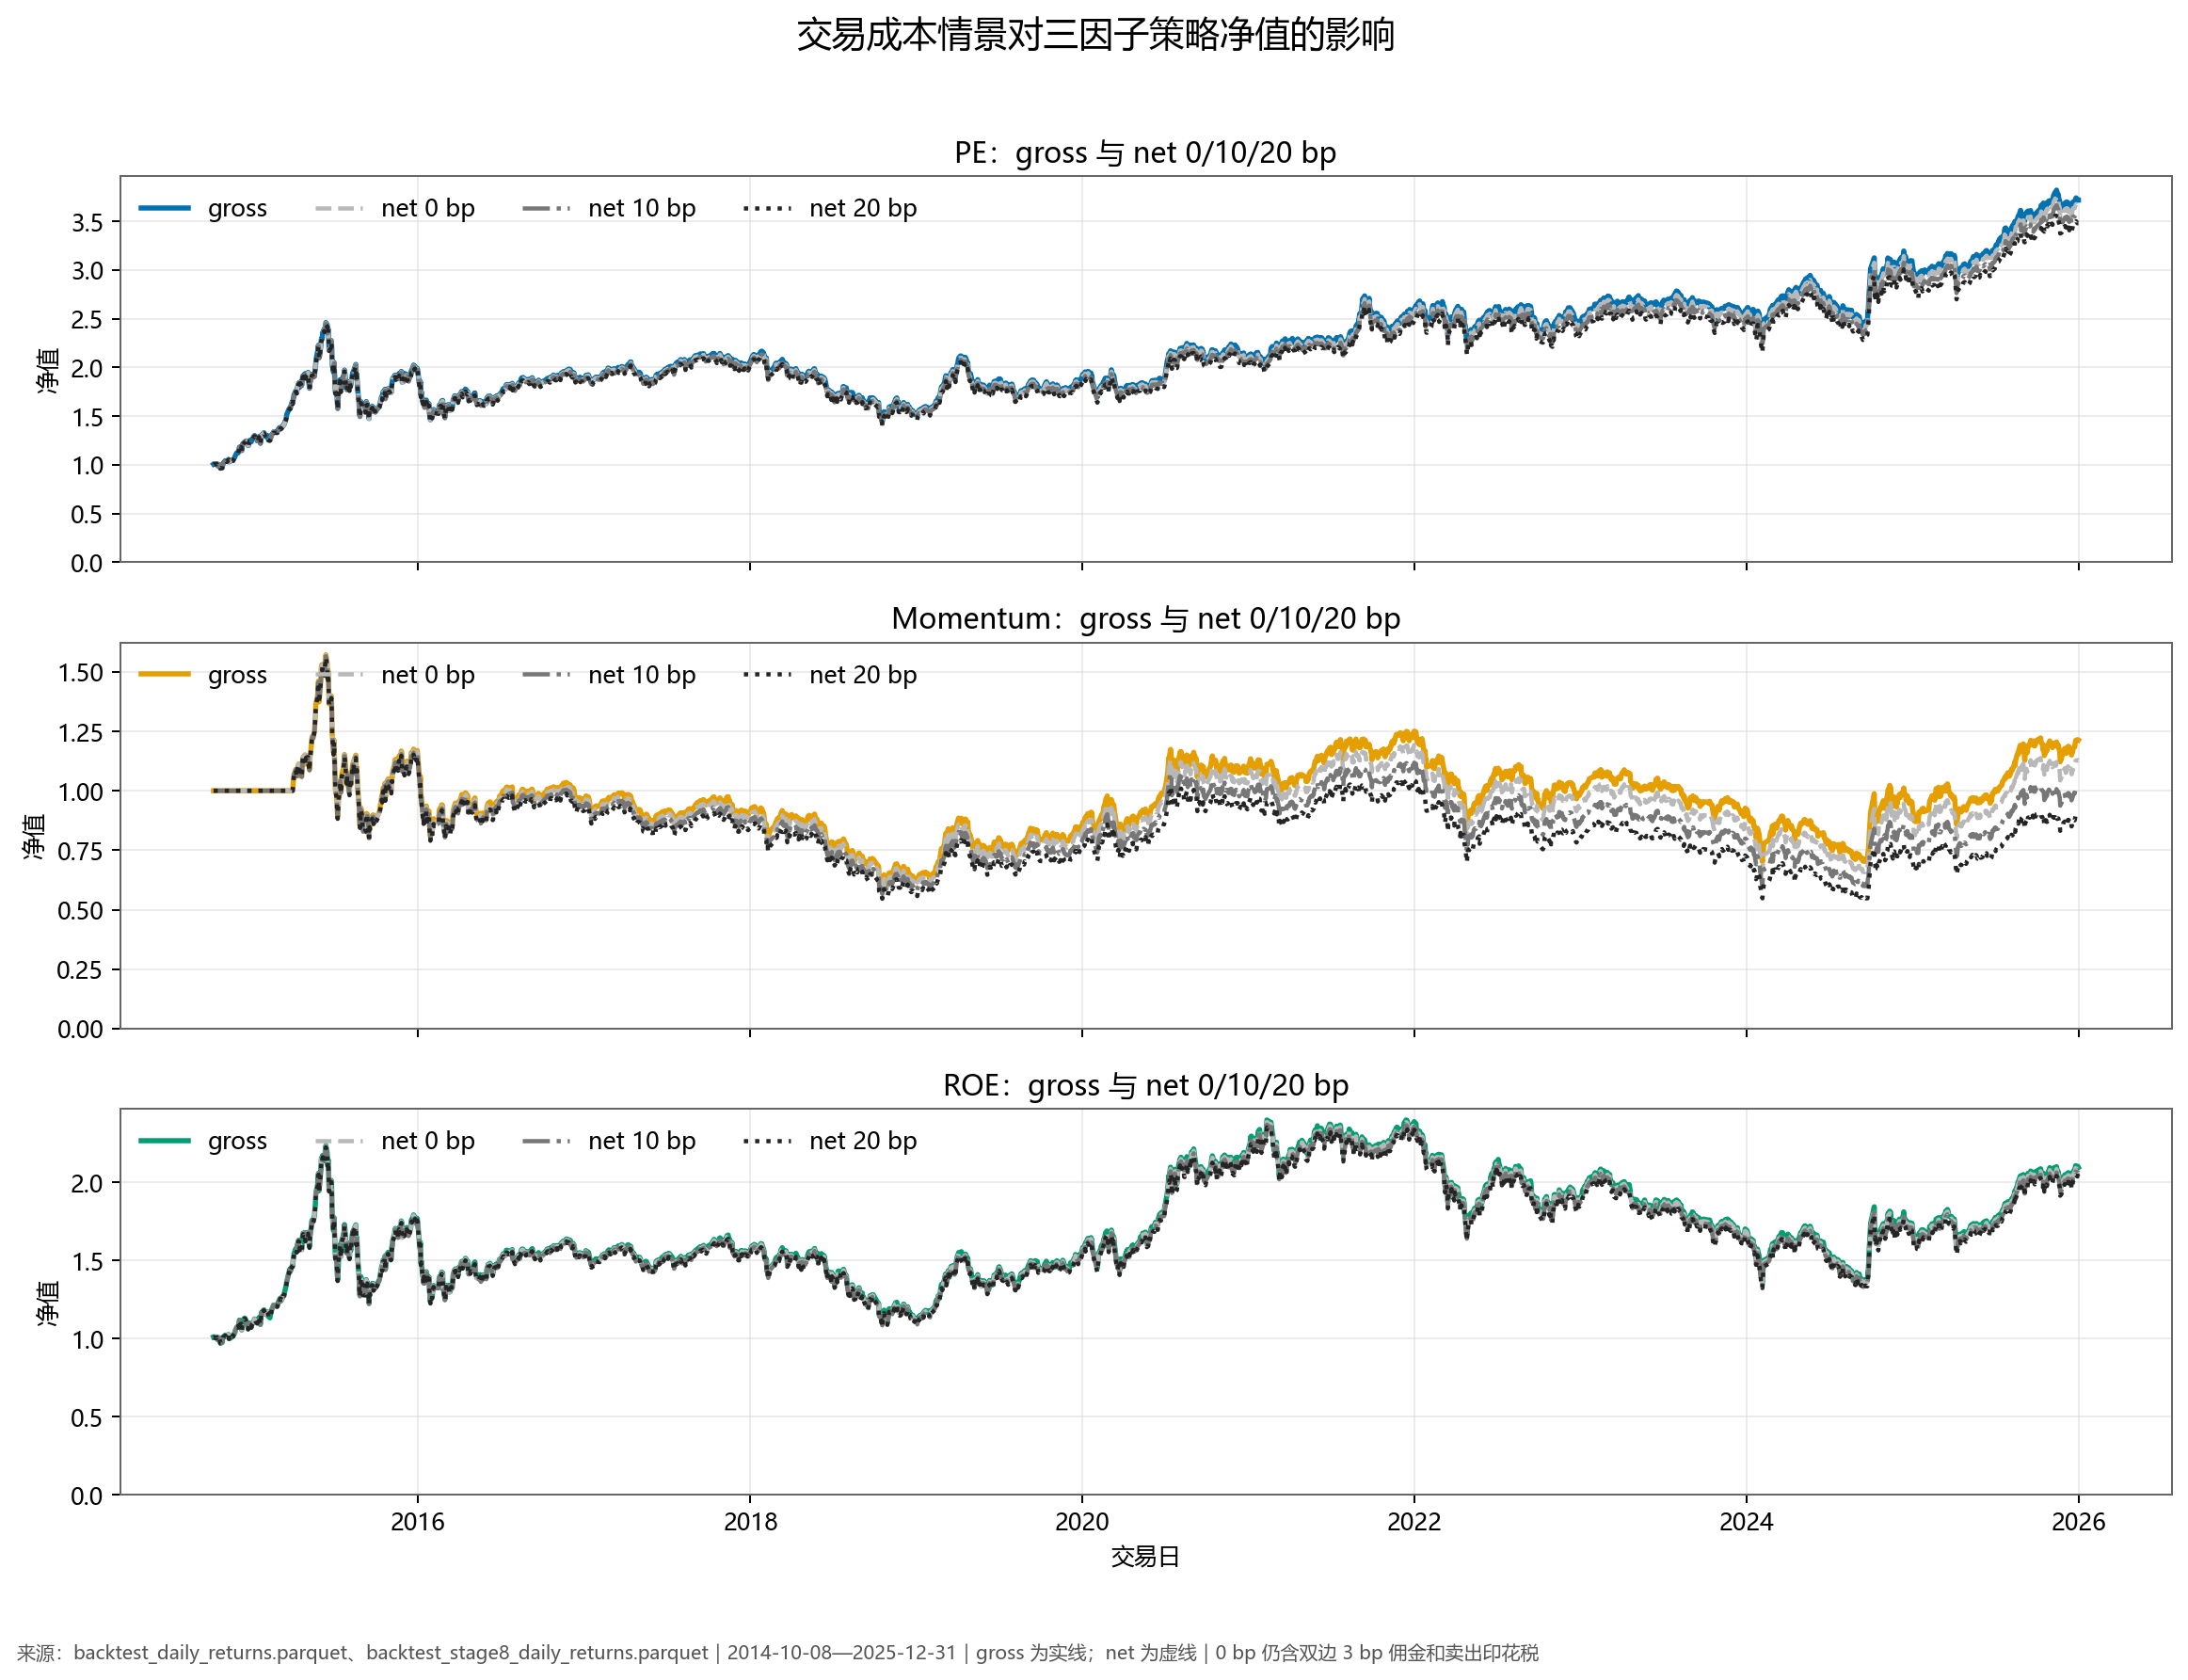 交易成本情景对三因子策略净值的影响
PE：gross 与 net 0/10/20 bp
gross net 0 bp net 10 bp net 20 bp
3.5
3.0
2.5
2.0
1.5
1.0
0.5
0.0
净值
Momentum：gross 与 net 0/10/20 bp
gross net 0 bp net 10 bp net 20 bp
1.50
1.25
1.00
0.75
0.50
0.25
0.00
净值
ROE：gross 与 net 0/10/20 bp
gross net 0 bp net 10 bp net 20 bp
2.0
1.5
1.0
0.5
0.0
净值
2016 2018 2020 2022 2024 2026
交易日
来源：backtest_daily_returns.parquet、backtest_stage8_daily_returns.parquet | 2014-10-08—2025-12-31 | gross 为实线；net 为虚线 | 0 bp 仍含双边 3 bp 佣金和卖出印花税